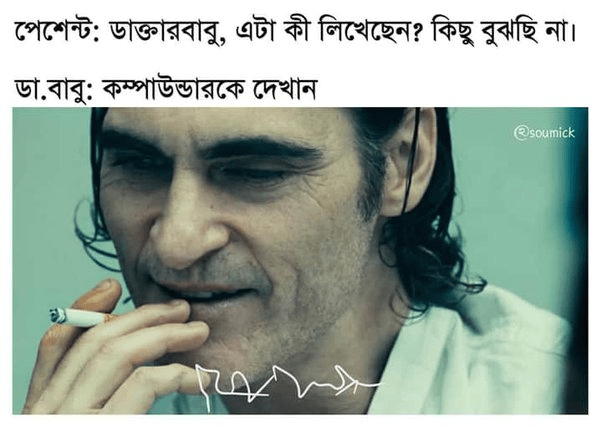 পেশেন্ট: ডাক্তারবাবু, এটা কী লিখেছেন? কিছু বুঝছি না।
ডা.বাবু: কম্পাউন্ডারকে দেখান
@soumick